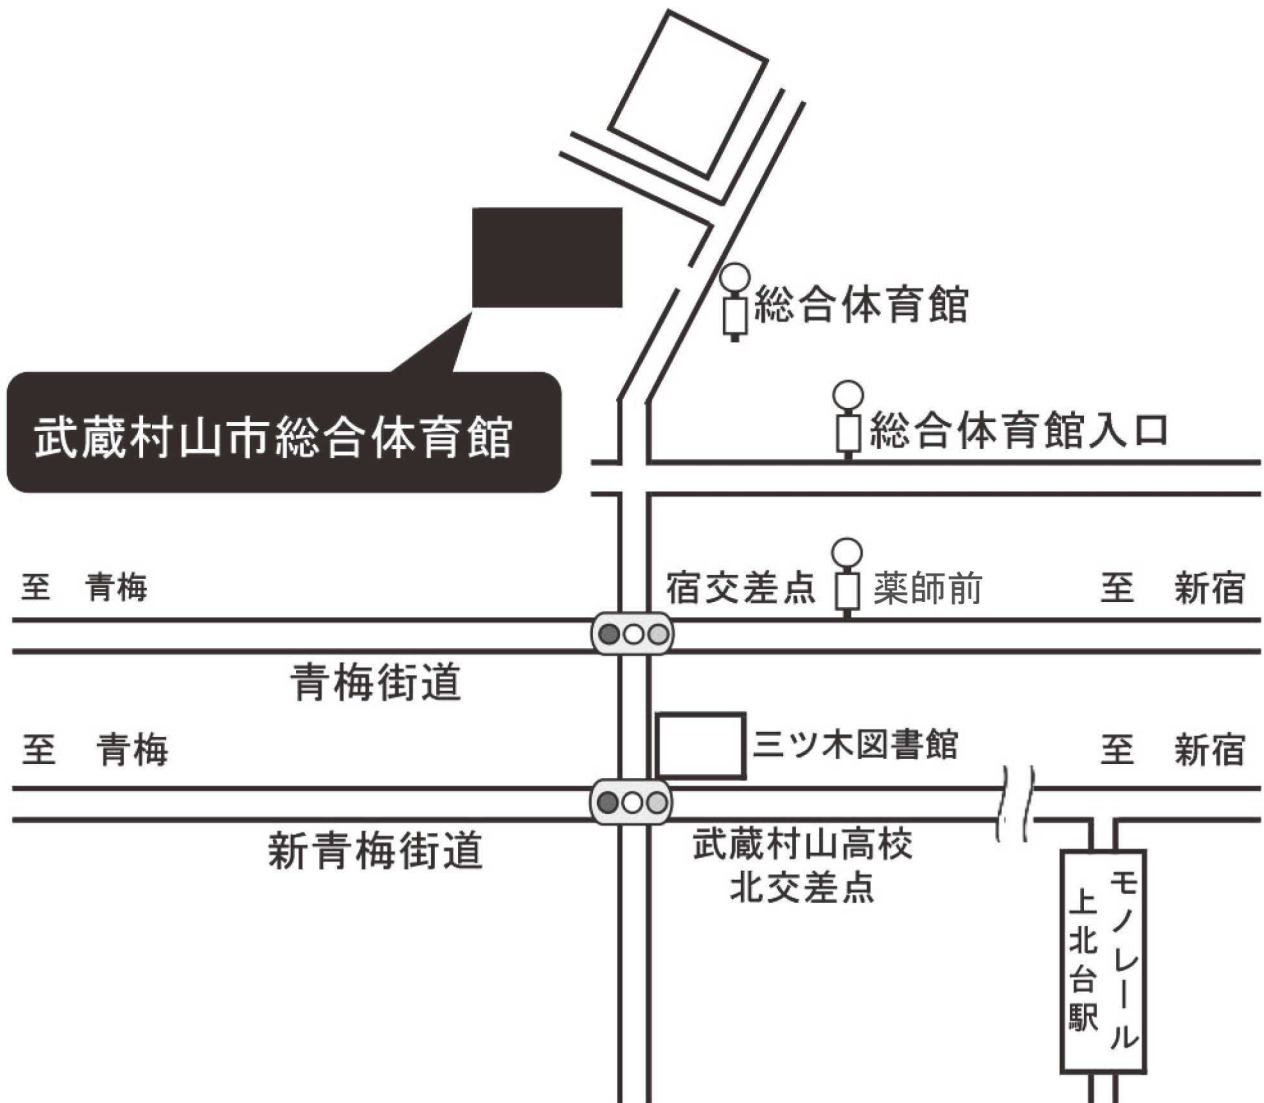 総合体育館
武蔵村山市総合体育館
総合体育館入口
至 青梅
宿交差点
薬師前
至 新宿
青梅街道
至 青梅
三ツ木図書館
至 新宿
新青梅街道
武蔵村山高校
北交差点
モノレール
上北台駅